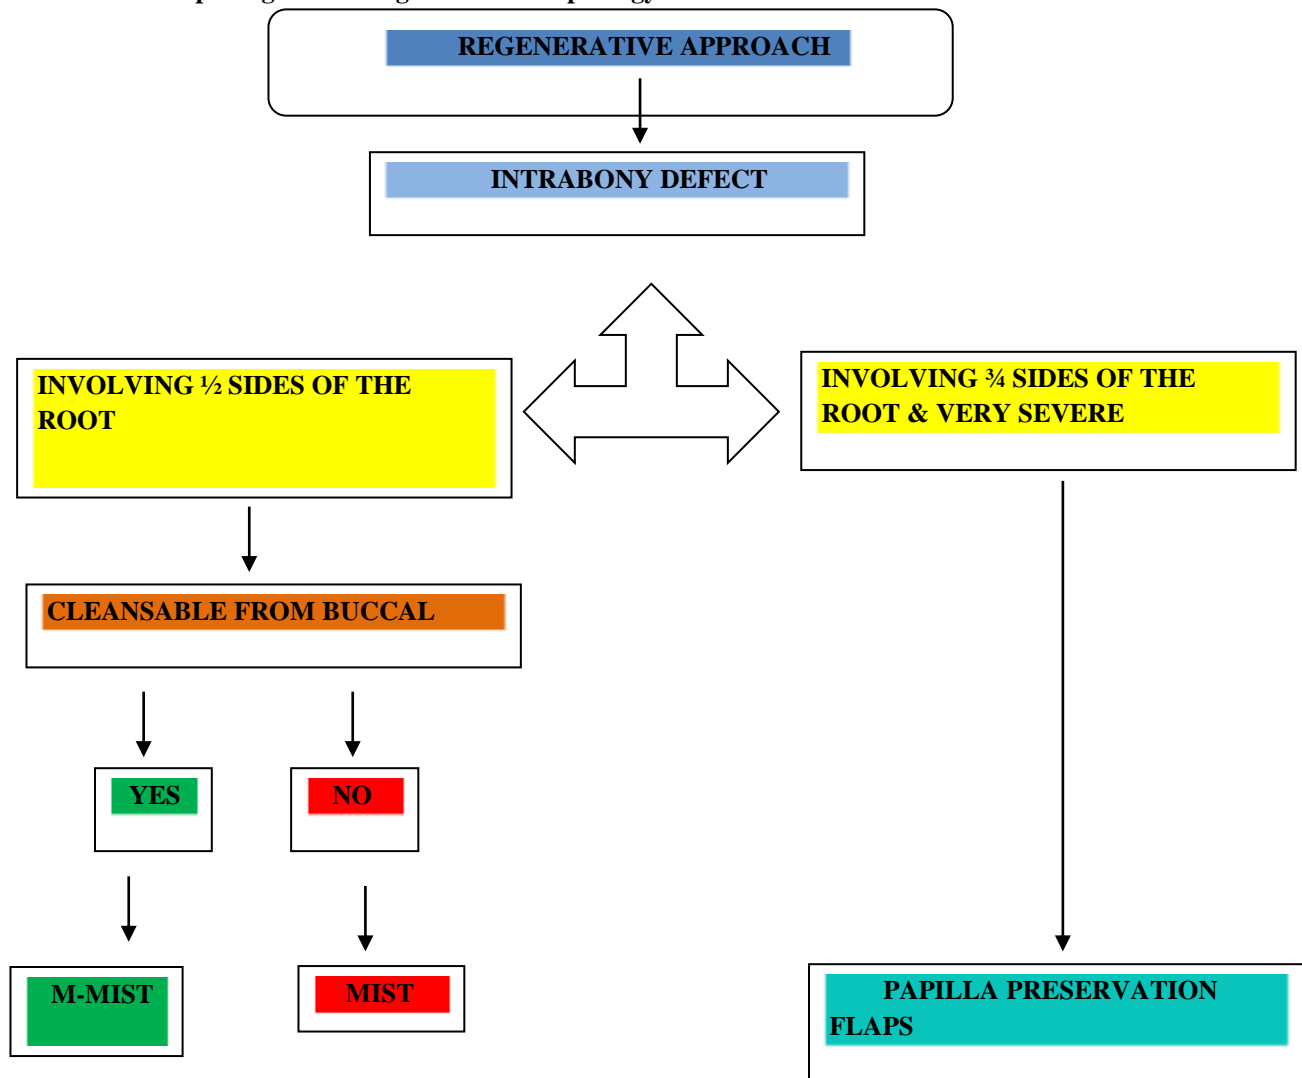 REGENERATIVE APPROACH
INTRABONY DEFECT
INVOLVING ½ SIDES OF THE
ROOT
INVOLVING ¾ SIDES OF THE
ROOT & VERY SEVERE
CLEANSABLE FROM BUCCAL
YES
NO
M-MIST
MIST
PAPILLA PRESERVATION
FLAPS